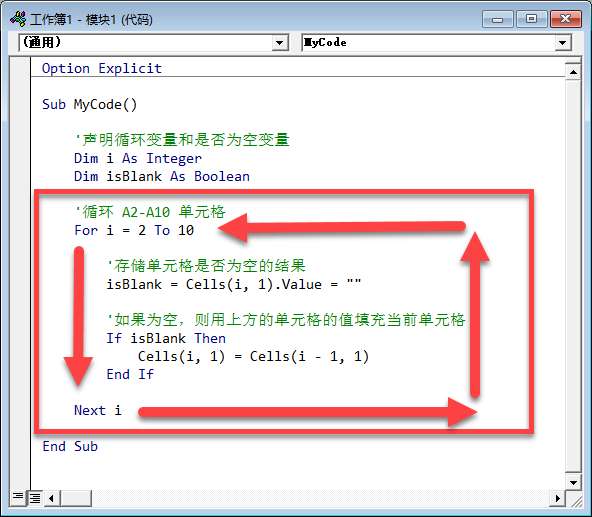 工作簿1 - 模块1 (代码)
(通用)
MyCode
Option Explicit
Sub MyCode()
'声明循环变量和是否为空变量
Dim i As Integer
Dim isBlank As Boolean
'循环 A2-A10 单元格
For i = 2 To 10
'存储单元格是否为空的结果
isBlank = Cells(i, 1).Value = ""
'如果为空，则用上方的单元格的值填充当前单元格
If isBlank Then
Cells(i, 1) = Cells(i - 1, 1)
End If
Next i
End Sub